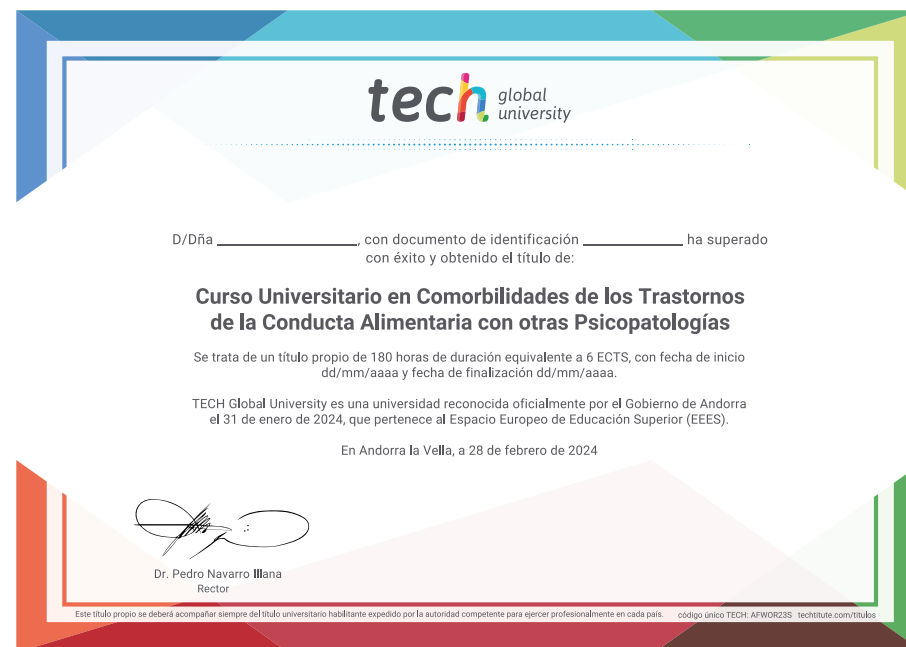 tech global university
D/Dña ____________________, con documento de identificación ______________ ha superado
con éxito y obtenido el título de:
Curso Universitario en Comorbilidades de los Trastornos
de la Conducta Alimentaria con otras Psicopatologías
Se trata de un título propio de 180 horas de duración equivalente a 6 ECTS, con fecha de inicio
dd/mm/aaaa y fecha de finalización dd/mm/aaaa.
TECH Global University es una universidad reconocida oficialmente por el Gobierno de Andorra
el 31 de enero de 2024, que pertenece al Espacio Europeo de Educación Superior (EEES).
En Andorra la Vella, a 28 de febrero de 2024
Dr. Pedro Navarro Illana
Rector
Este título propio se deberá acompañar siempre del título universitario habilitante expedido por la autoridad competente para ejercer profesionalmente en cada país. código único TECH: AFWOR23S techtitute.com/titulos